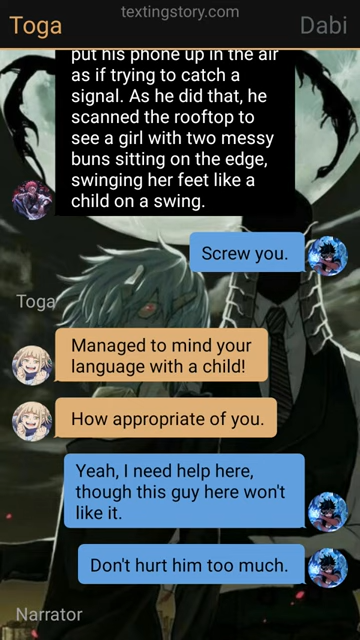 textingstory.com
Toga
Dabi
put his phone up in the air
as if trying to catch a
signal. As he did that, he
scanned the rooftop to
see a girl with two messy
buns sitting on the edge,
swinging her feet like a
child on a swing.
Screw you.
Toga
Managed to mind your
language with a child!
How appropriate of you.
Yeah, I need help here,
though this guy here won't
like it.
Don't hurt him too much.
Narrator